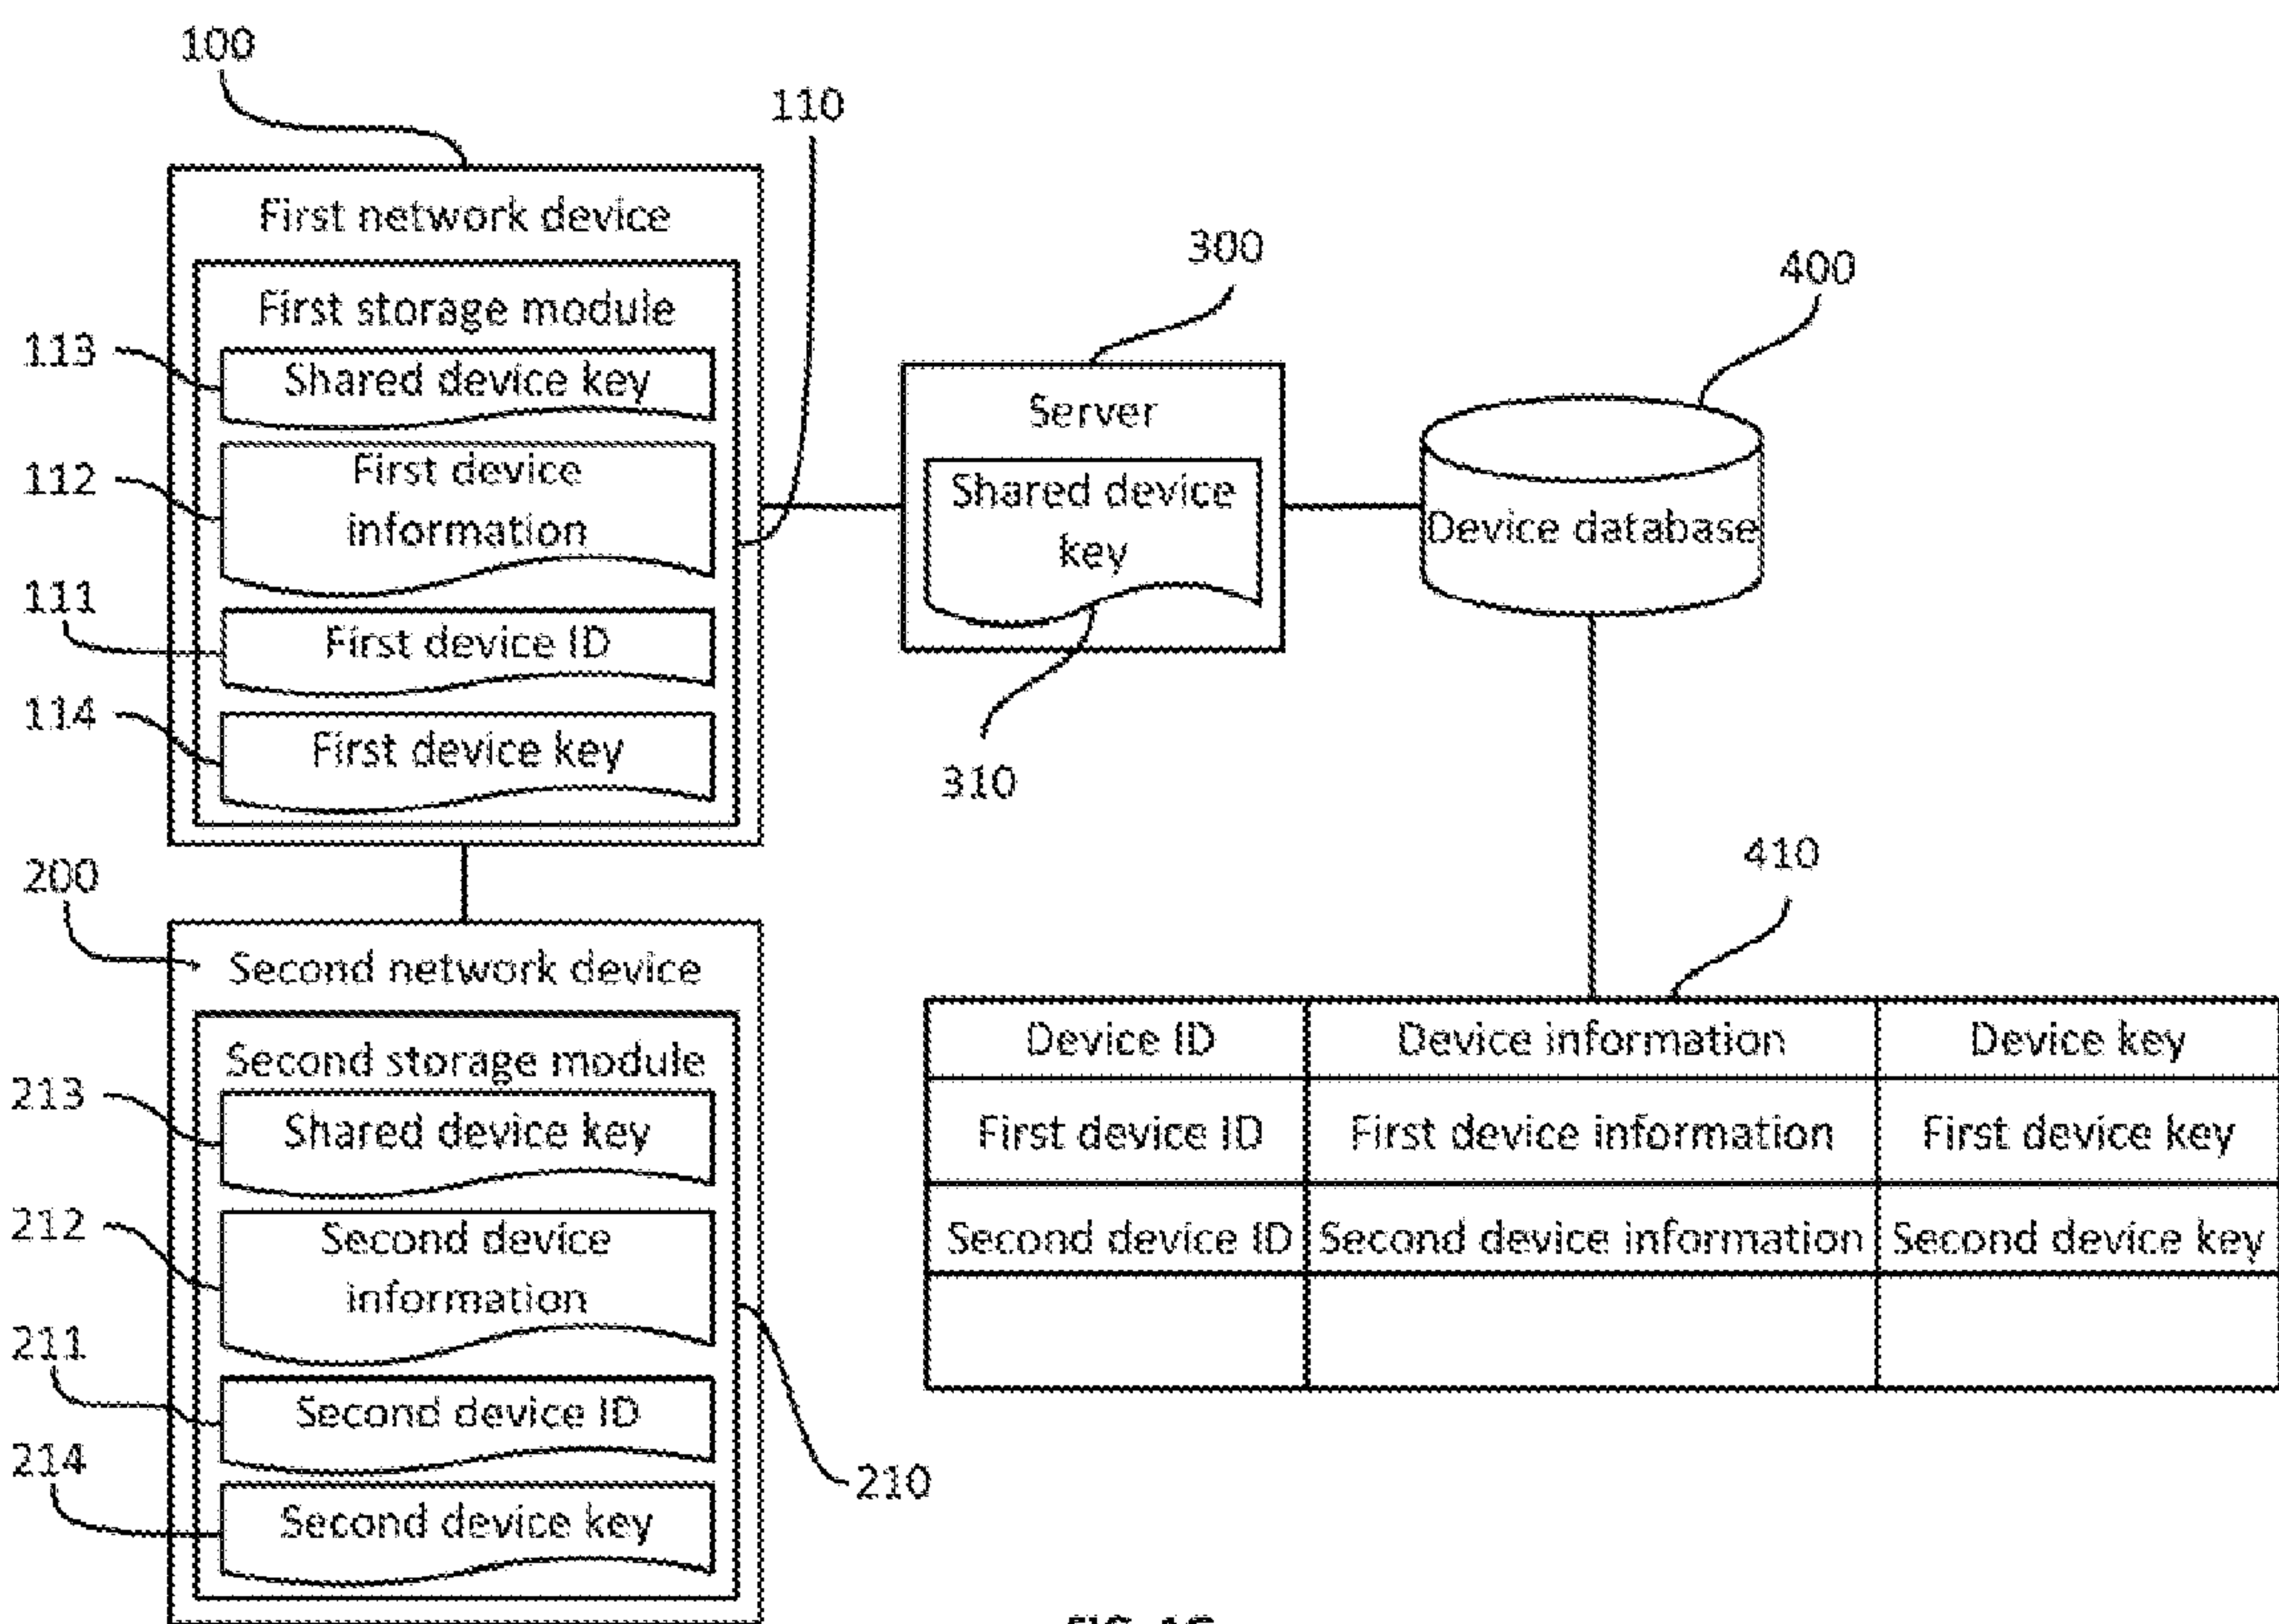 100
110
First network device
First storage module
113
Shared device key
112
First device
information
111
First device ID
114
First device key
300
Server
Shared device
key
310
400
Device database
200
Second network device
Second storage module
213
Shared device key
212
Second device
information
211
Second device ID
214
Second device key
210
410
Device ID Device information Device key
First device ID First device information First device key
Second device ID Second device information Second device key